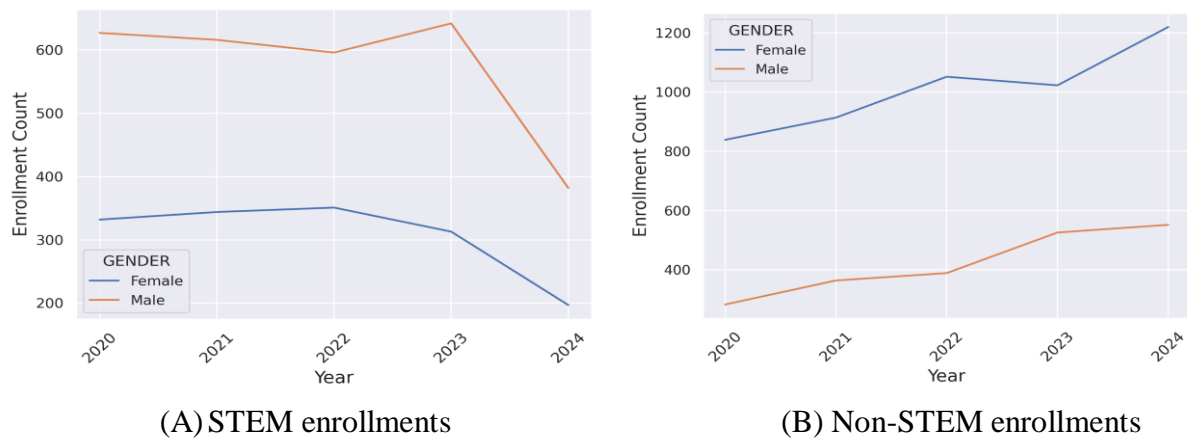 600
500
400
300
200
Enrollment Count
GENDER
Female
Male
2020
2021
2022
2023
2024
Year
(A) STEM enrollments
1200
1000
800
600
400
Enrollment Count
GENDER
Female
Male
2020
2021
2022
2023
2024
Year
(B) Non-STEM enrollments